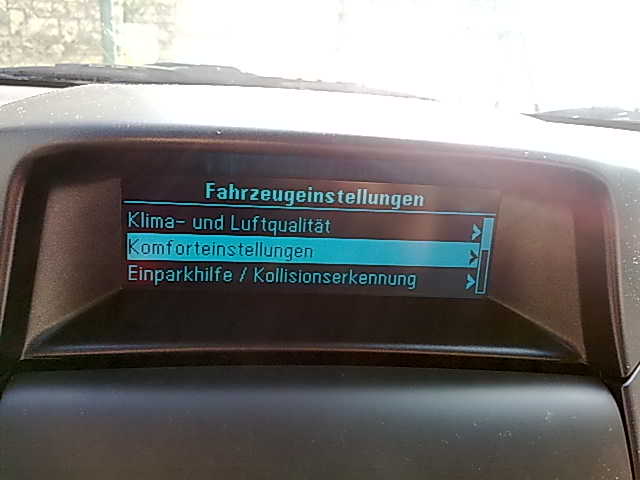 Fahrzeugeinstellungen
Klima- und Luftqualität
Komforteinstellungen
Einparkhilfe / Kollisionserkennung